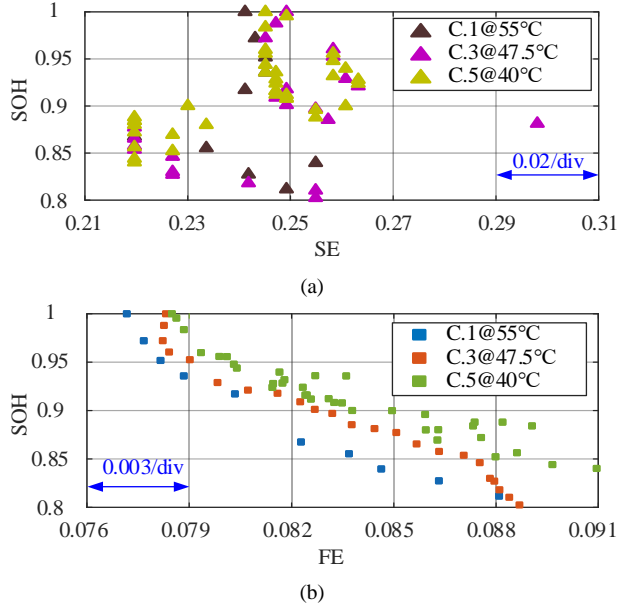 1
0.95
0.9
0.85
0.8
SOH
C.1@55°C
C.3@47.5°C
C.5@40°C
0.02/div
0.21
0.23
0.25
0.27
0.29
0.31
SE
(a)
1
0.95
0.9
0.85
0.8
SOH
C.1@55°C
C.3@47.5°C
C.5@40°C
0.003/div
0.076
0.079
0.082
0.085
0.088
0.091
FE
(b)